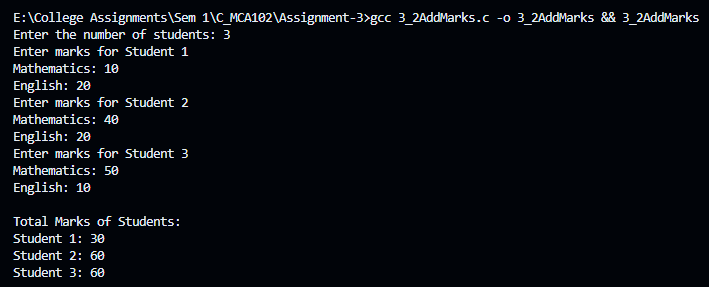 E:\College Assignments\Sem 1\C_MCA102\Assignment-3>gcc 3_2AddMarks.c -o 3_2AddMarks && 3_2AddMarks
Enter the number of students: 3
Enter marks for Student 1
Mathematics: 10
English: 20
Enter marks for Student 2
Mathematics: 40
English: 20
Enter marks for Student 3
Mathematics: 50
English: 10

Total Marks of Students:
Student 1: 30
Student 2: 60
Student 3: 60